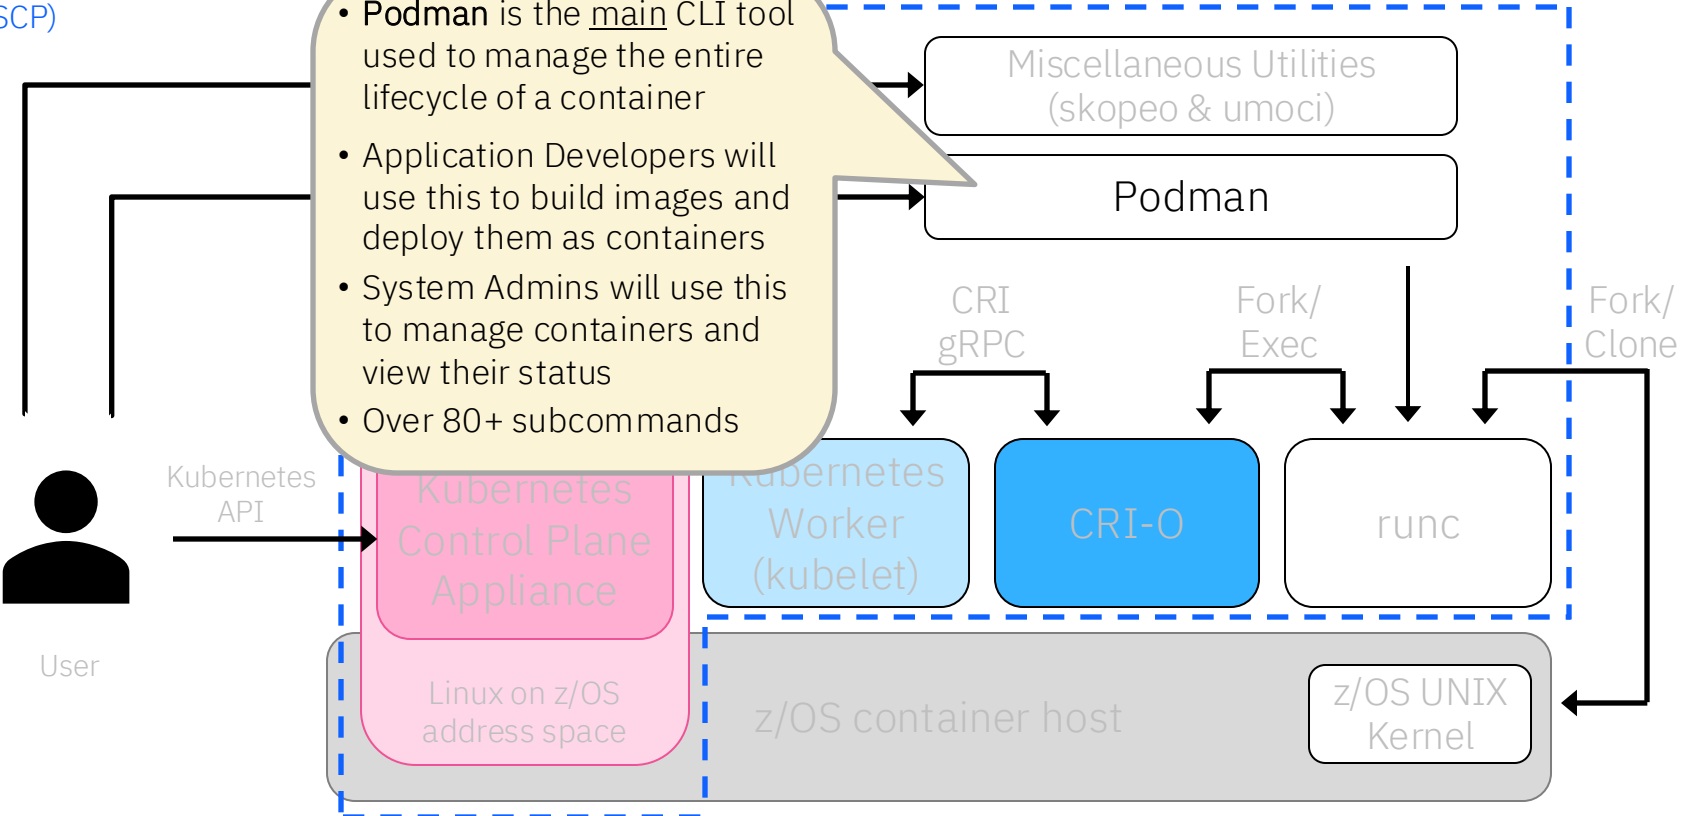 SCP)
• Podman is the main CLI tool
used to manage the entire
lifecycle of a container
• Application Developers will
use this to build images and
deploy them as containers
• System Admins will use this
to manage containers and
view their status
• Over 80+ subcommands
Miscellaneous Utilities
(skopeo & umoci)
Podman
CRI
gRPC
Fork/
Exec
Fork/
Clone
Kubernetes
API
User
Kubernetes
Control Plane
Appliance
Kubernetes
Worker
(kubelet)
CRI-O
runc
Linux on z/OS
address space
z/OS container host
z/OS UNIX
Kernel